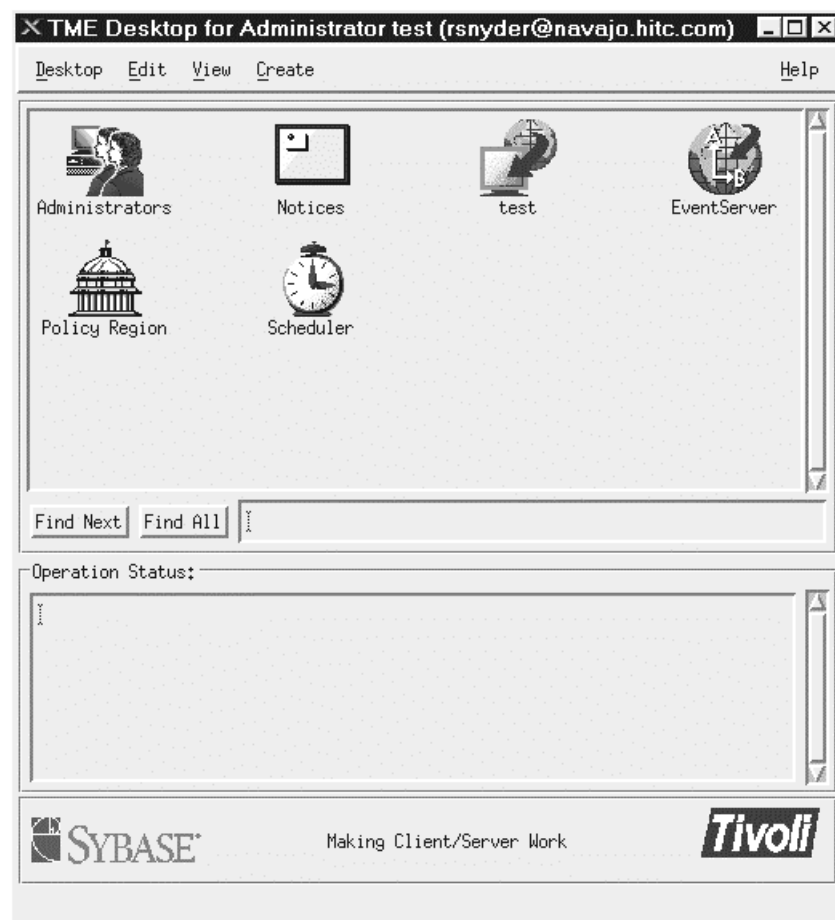 TME Desktop for Administrator test (rsnyder@navajo.hitc.com)
Desktop Edit View Create Help
Administrators Notices test EventServer
A
B
Policy Region Scheduler
Find Next Find All
Operation Status:
SYBASE Making Client/Server Work Tivoli